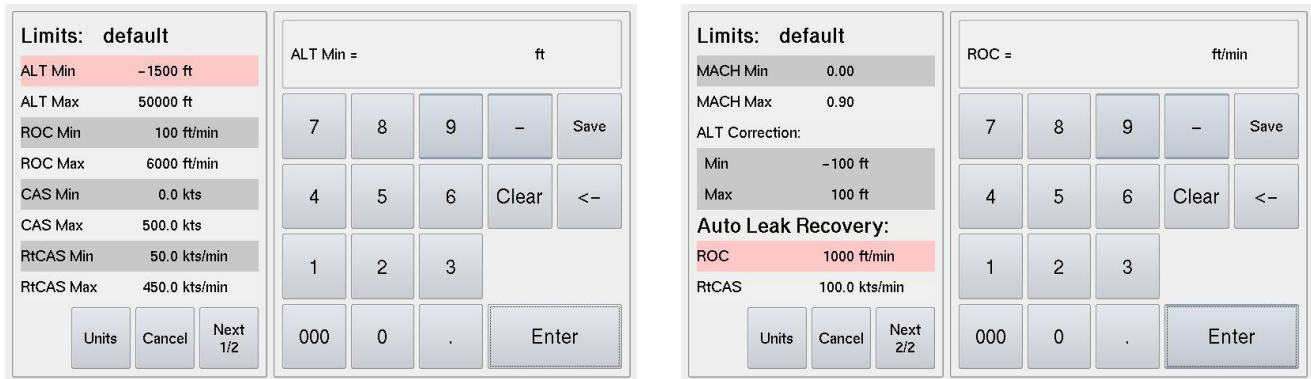 Limits: default
ALT Min -1500 ft
ALT Max 50000 ft
ROC Min 100 ft/min
ROC Max 6000 ft/min
CAS Min 0.0 kts
CAS Max 500.0 kts
RtCAS Min 50.0 kts/min
RtCAS Max 450.0 kts/min
Units Cancel Next 1/2
ALT Min = ft
7 8 9 - Save
4 5 6 Clear <-
1 2 3
000 0 . Enter
Limits: default
MACH Min 0.00
MACH Max 0.90
ALT Correction:
Min -100 ft
Max 100 ft
Auto Leak Recovery:
ROC 1000 ft/min
RtCAS 100.0 kts/min
Units Cancel Next 2/2
ROC = ft/min
7 8 9 - Save
4 5 6 Clear <-
1 2 3
000 0 . Enter